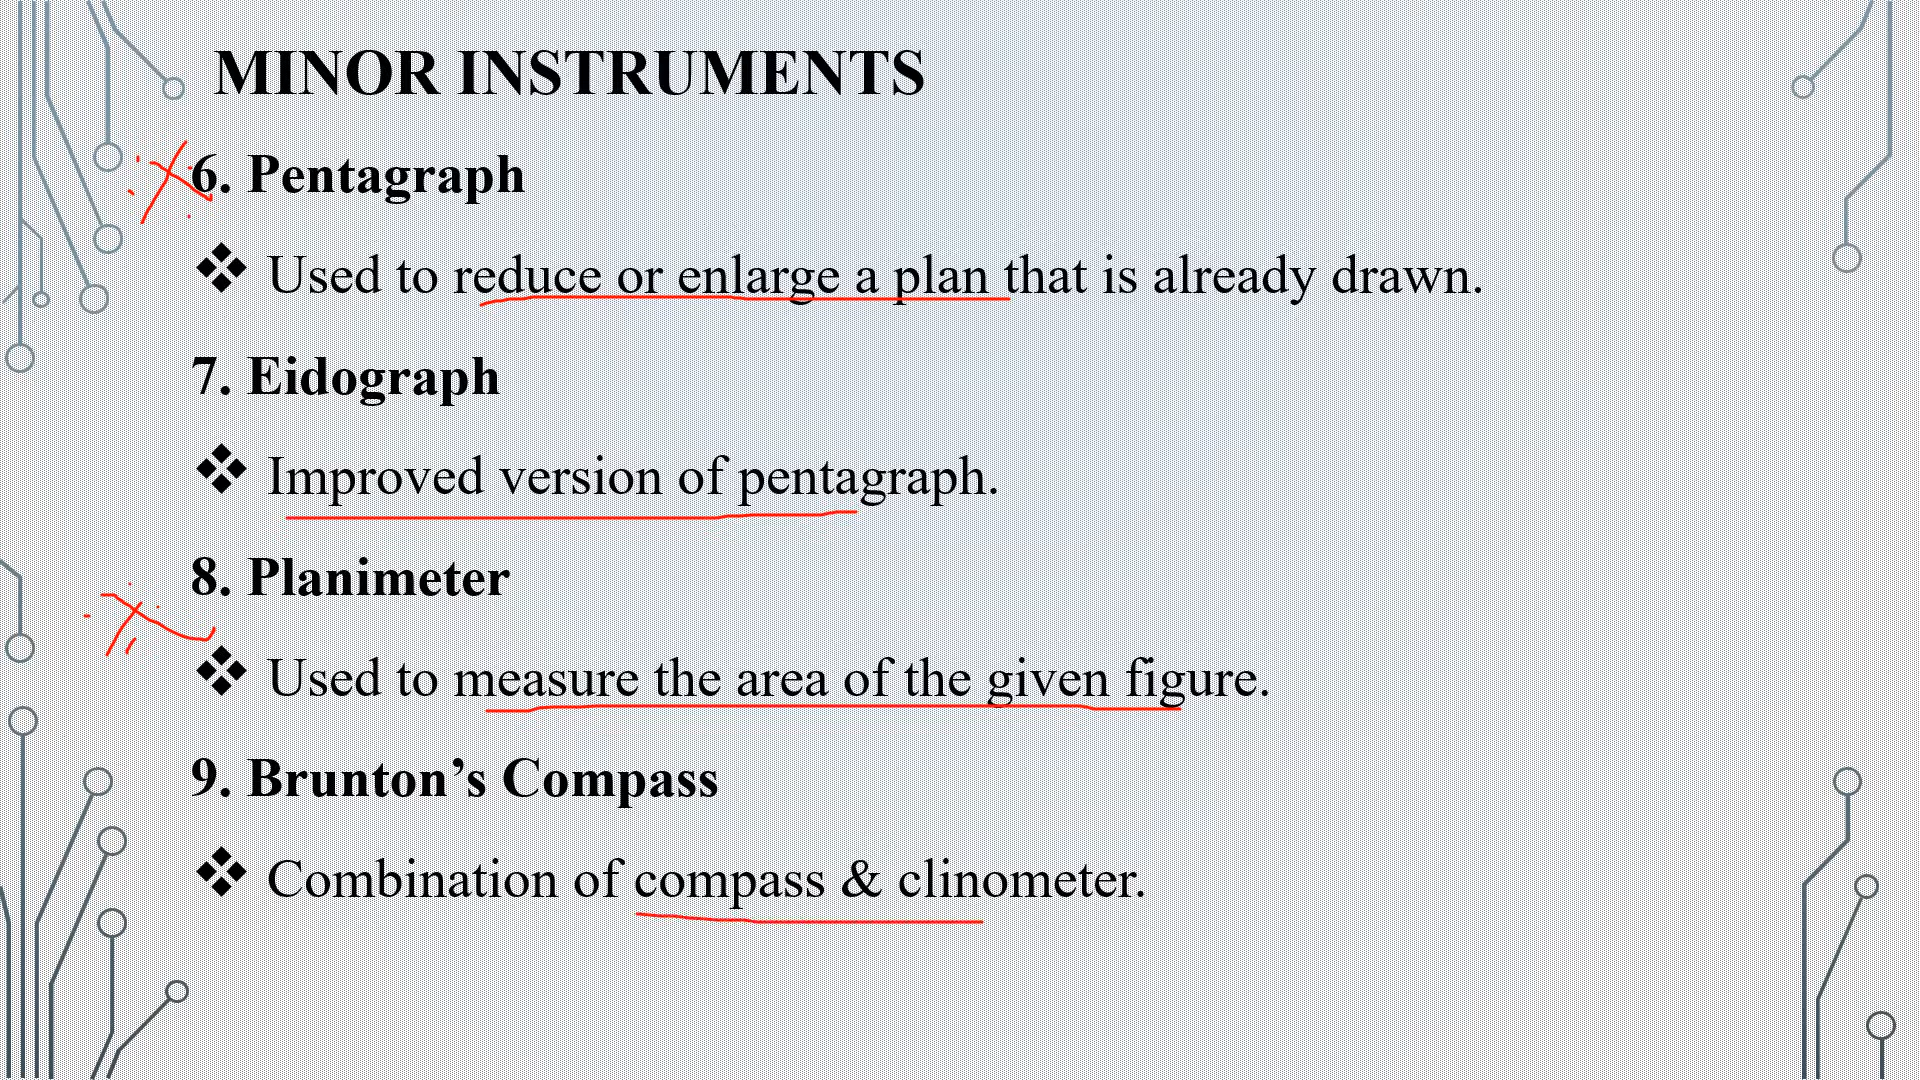 MINOR INSTRUMENTS
6. Pentagraph
❖ Used to reduce or enlarge a plan that is already drawn.
7. Eidograph
❖ Improved version of pentagraph.
8. Planimeter
❖ Used to measure the area of the given figure.
9. Brunton’s Compass
❖ Combination of compass & clinometer.